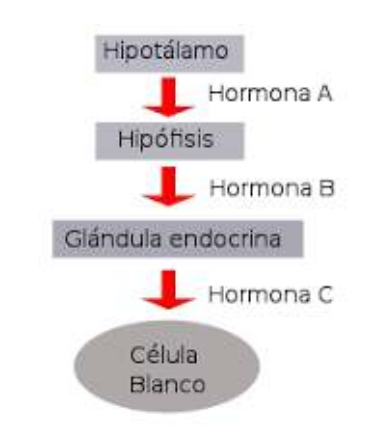 Hipotálamo
Hormona A
Hipófisis
Hormona B
Glándula endocrina
Hormona C
Célula
Blanco